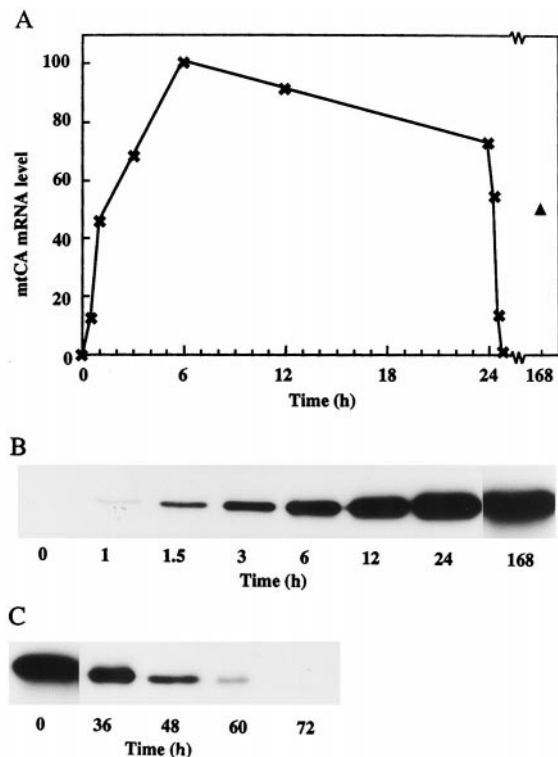 A
mtCA mRNA level
100
80
60
40
20
0
0 6 12 18 24 168
Time (h)
B
0 1 1.5 3 6 12 24 168
Time (h)
C
0 36 48 60 72
Time (h)